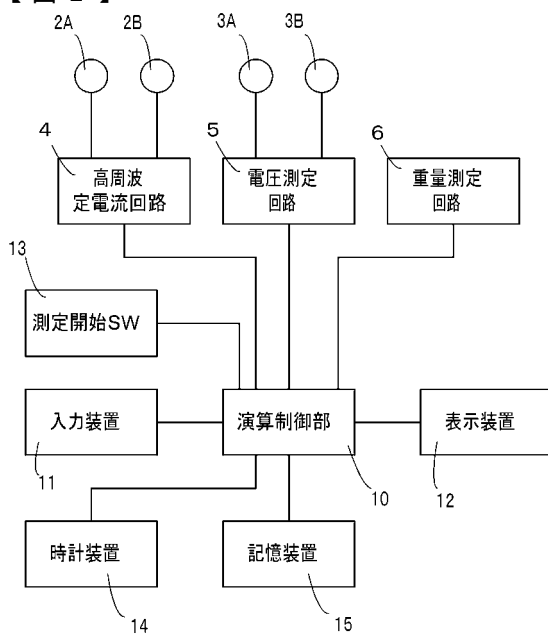 2A 2B 3A 3B
4 5 6
高周波 電圧測定 重量測定
定電流回路 回路 回路
13
測定開始SW
入力装置 演算制御部 表示装置
11 10 12
時計装置 記憶装置
14 15